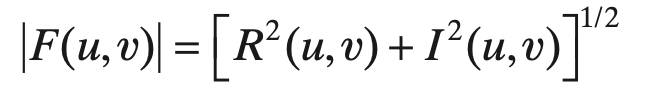 |F(u,v)| = [R²(u,v) + I²(u,v)]^{1/2}